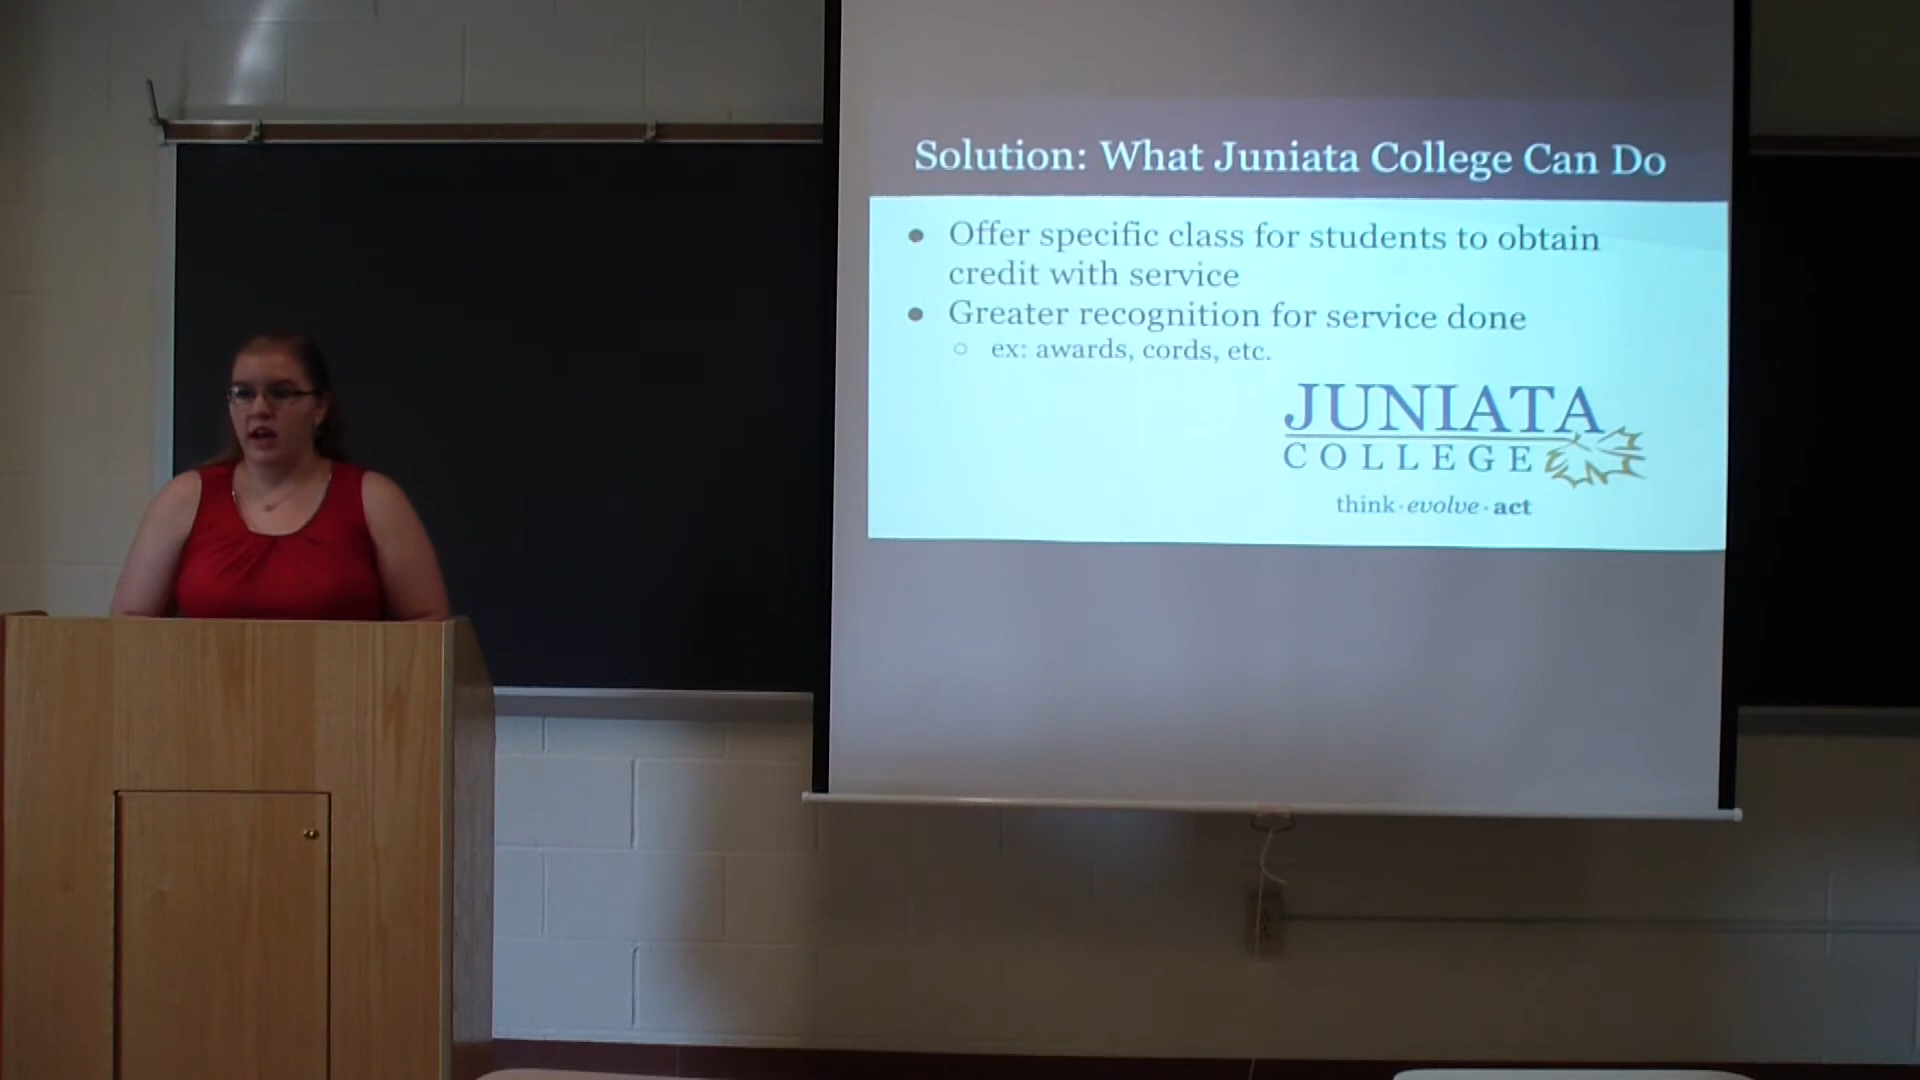 Solution: What Juniata College Can Do
● Offer specific class for students to obtain
credit with service
● Greater recognition for service done
○ ex: awards, cords, etc.
JUNIATA
COLLEGE
think·evolve·act